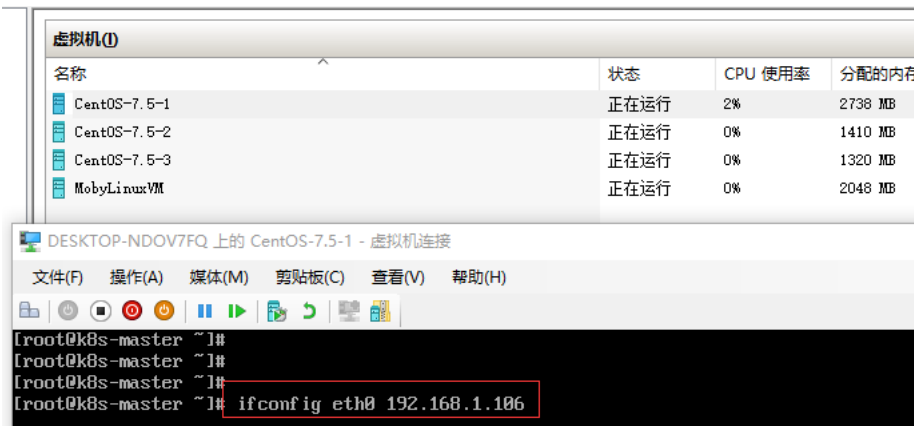 虚拟机(I)
名称 状态 CPU 使用率 分配的内存
CentOS-7.5-1 正在运行 2% 2738 MB
CentOS-7.5-2 正在运行 0% 1410 MB
CentOS-7.5-3 正在运行 0% 1320 MB
MobyLinuxVM 正在运行 0% 2048 MB
DESKTOP-NDOV7FQ 上的 CentOS-7.5-1 - 虚拟机连接
文件(F) 操作(A) 媒体(M) 剪贴板(C) 查看(V) 帮助(H)
[root@k8s-master ~]#
[root@k8s-master ~]#
[root@k8s-master ~]#
[root@k8s-master ~]# ifconfig eth0 192.168.1.106